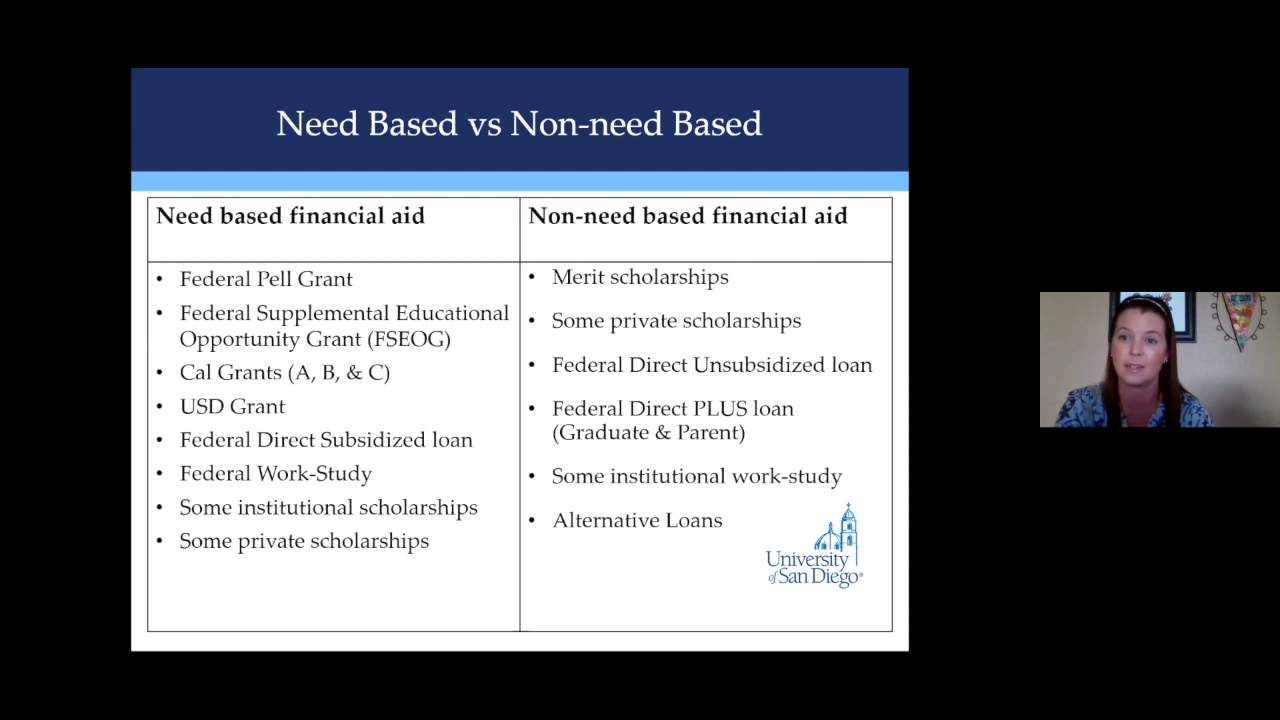 Need Based vs Non-need Based
Need based financial aid
• Federal Pell Grant
• Federal Supplemental Educational
Opportunity Grant (FSEOG)
• Cal Grants (A, B, & C)
• USD Grant
• Federal Direct Subsidized loan
• Federal Work-Study
• Some institutional scholarships
• Some private scholarships
Non-need based financial aid
• Merit scholarships
• Some private scholarships
• Federal Direct Unsubsidized loan
• Federal Direct PLUS loan
(Graduate & Parent)
• Some institutional work-study
• Alternative Loans
University
of San Diego®